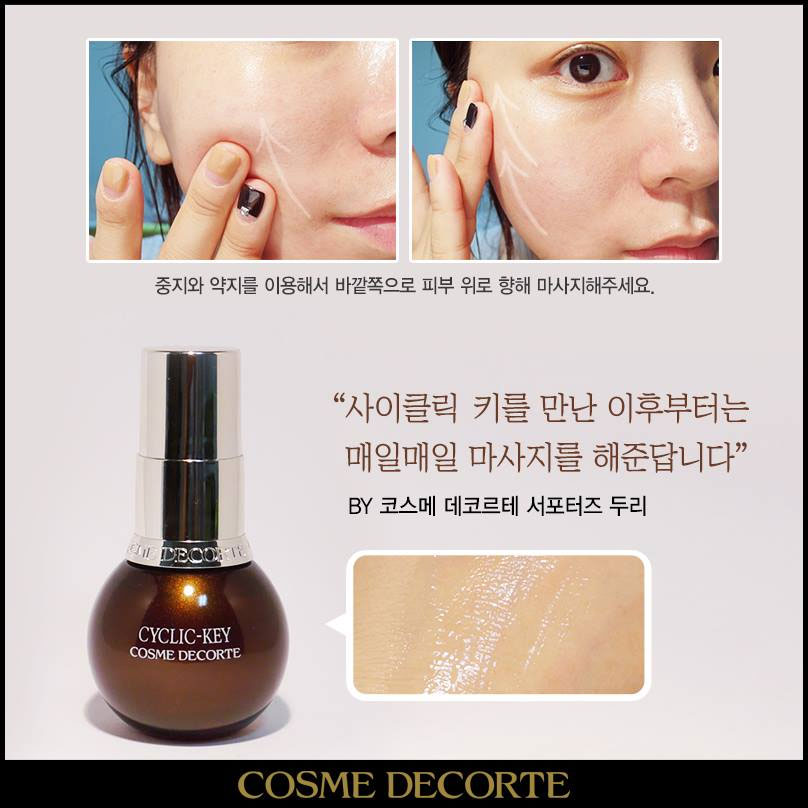 중지와 약지를 이용해서 바깥쪽으로 피부 위로 향해 마사지해주세요.
“사이클릭 키를 만난 이후부터는
매일매일 마사지를 해준답니다”
BY 코스메 데코르테 서포터즈 두리
DECORTE
CYCLIC-KEY
COSME DECORTE
COSME DECORTE